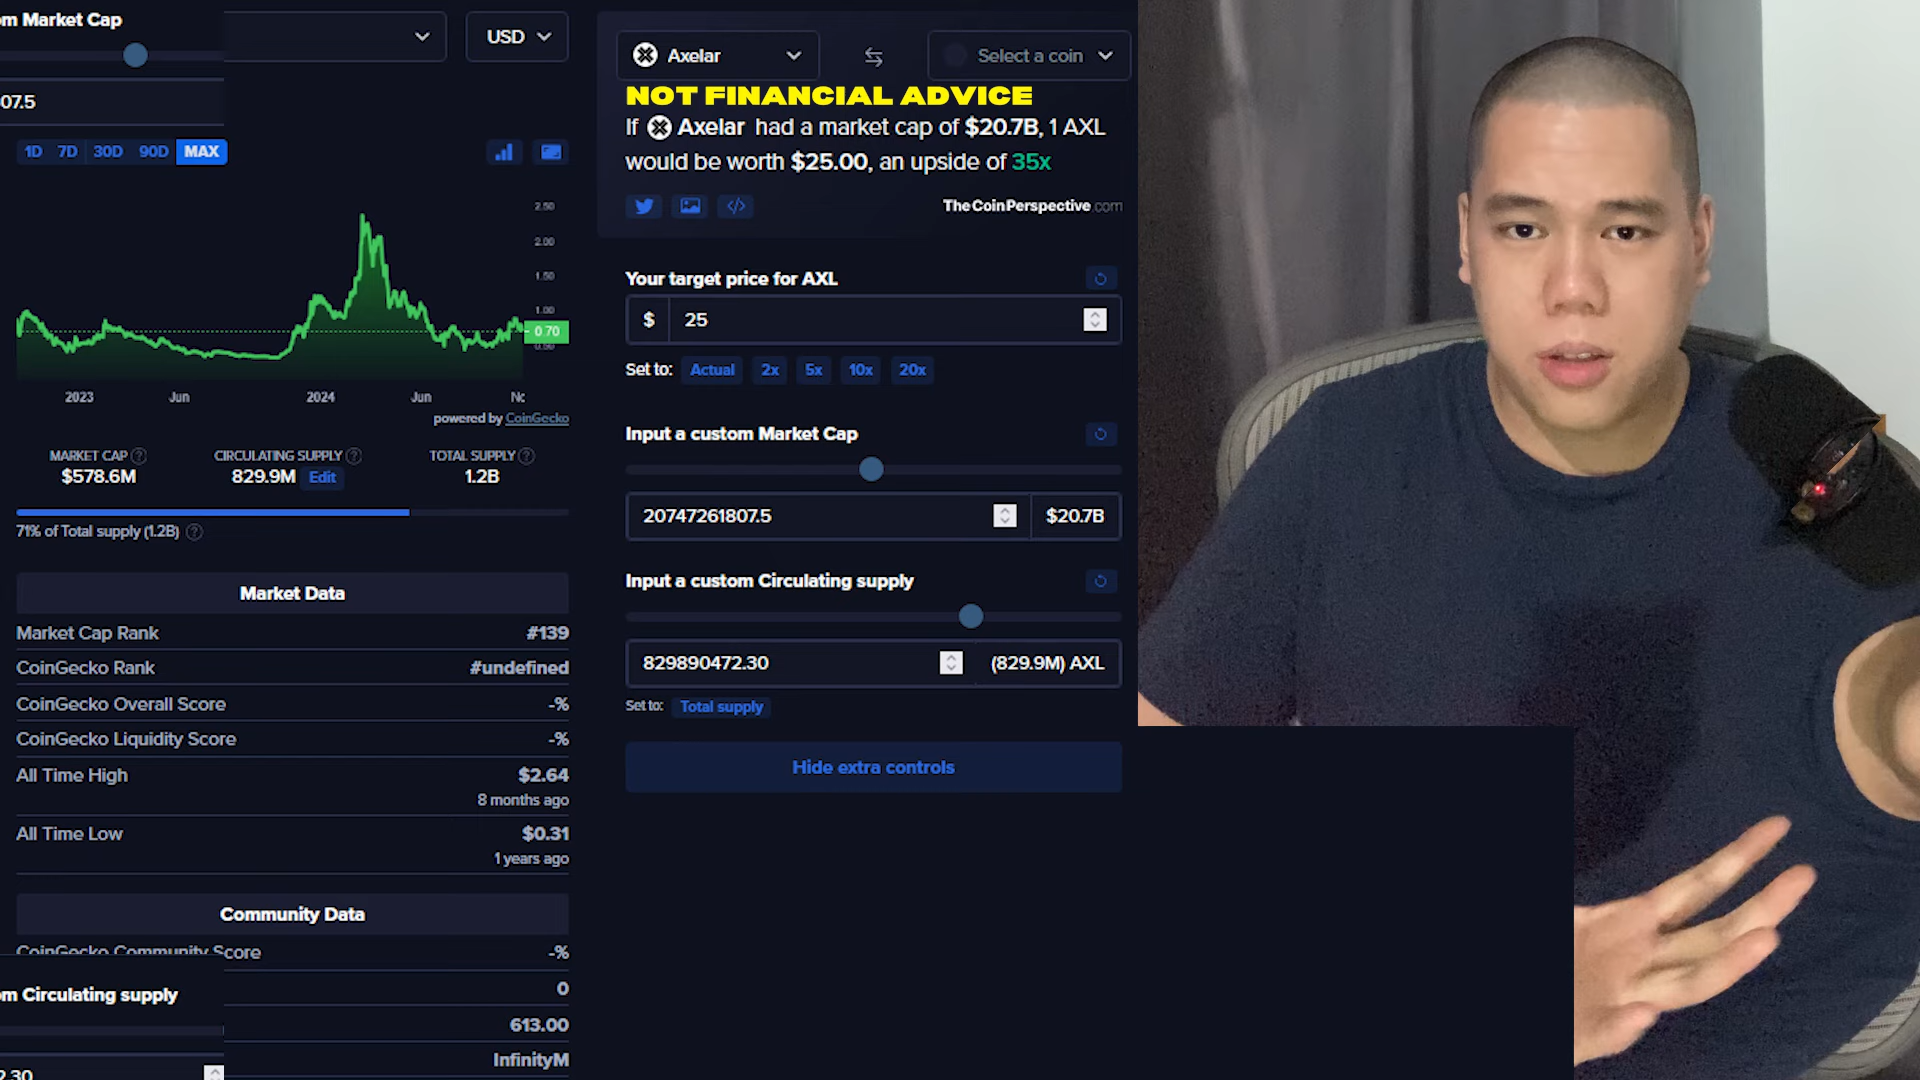 om Market Cap
07.5
USD
1D 7D 30D 90D MAX
2.50
2.00
1.50
1.00
0.70
0.50
2023 Jun 2024 Jun Nc
powered by CoinGecko
MARKET CAP ? CIRCULATING SUPPLY ? TOTAL SUPPLY ?
$578.6M 829.9M Edit 1.2B
71% of Total supply (1.2B) ?
Market Data
Market Cap Rank #139
CoinGecko Rank #undefined
CoinGecko Overall Score -%
CoinGecko Liquidity Score -%
All Time High $2.64
8 months ago
All Time Low $0.31
1 years ago
Community Data
CoinGecko Community Score -%
0
om Circulating supply
613.00
InfinityM
2.30
Axelar Select a coin
NOT FINANCIAL ADVICE
If Axelar had a market cap of $20.7B, 1 AXL
would be worth $25.00, an upside of 35x
TheCoinPerspective.com
Your target price for AXL
$ 25
Set to: Actual 2x 5x 10x 20x
Input a custom Market Cap
20747261807.5 $20.7B
Input a custom Circulating supply
829890472.30 (829.9M) AXL
Set to: Total supply
Hide extra controls